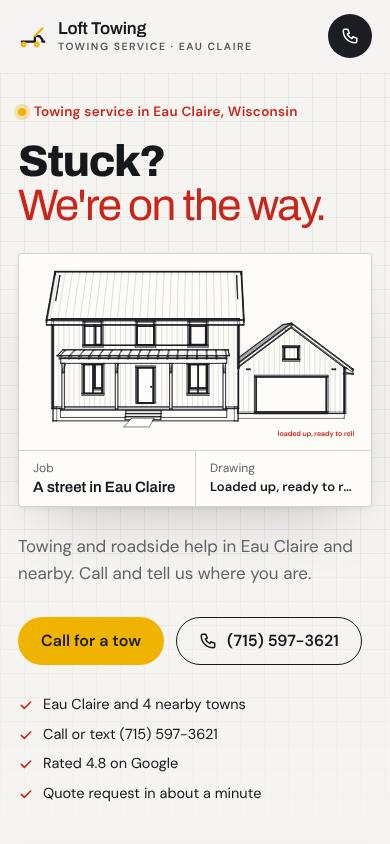 Loft Towing
TOWING SERVICE · EAU CLAIRE
Towing service in Eau Claire, Wisconsin
Stuck?
We're on the way.
loaded up, ready to roll
Job
A street in Eau Claire
Drawing
Loaded up, ready to r...
Towing and roadside help in Eau Claire and
nearby. Call and tell us where you are.
Call for a tow
(715) 597-3621
Eau Claire and 4 nearby towns
Call or text (715) 597-3621
Rated 4.8 on Google
Quote request in about a minute